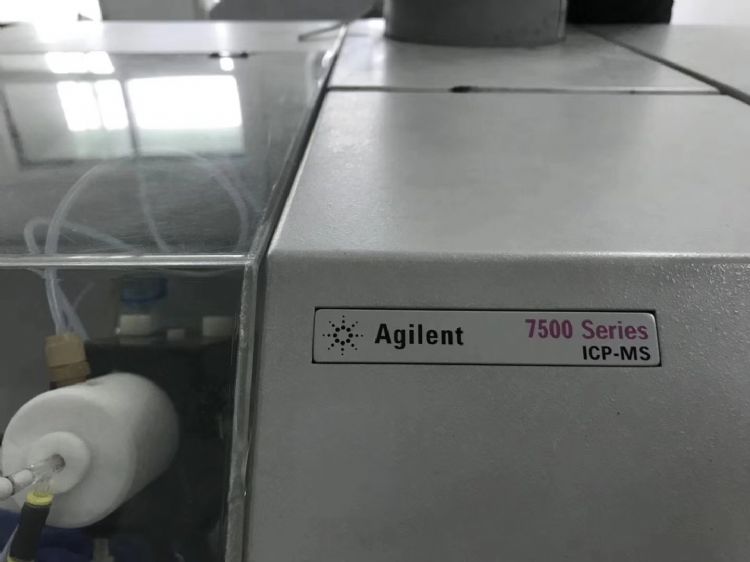 Agilent
7500 Series
ICP-MS